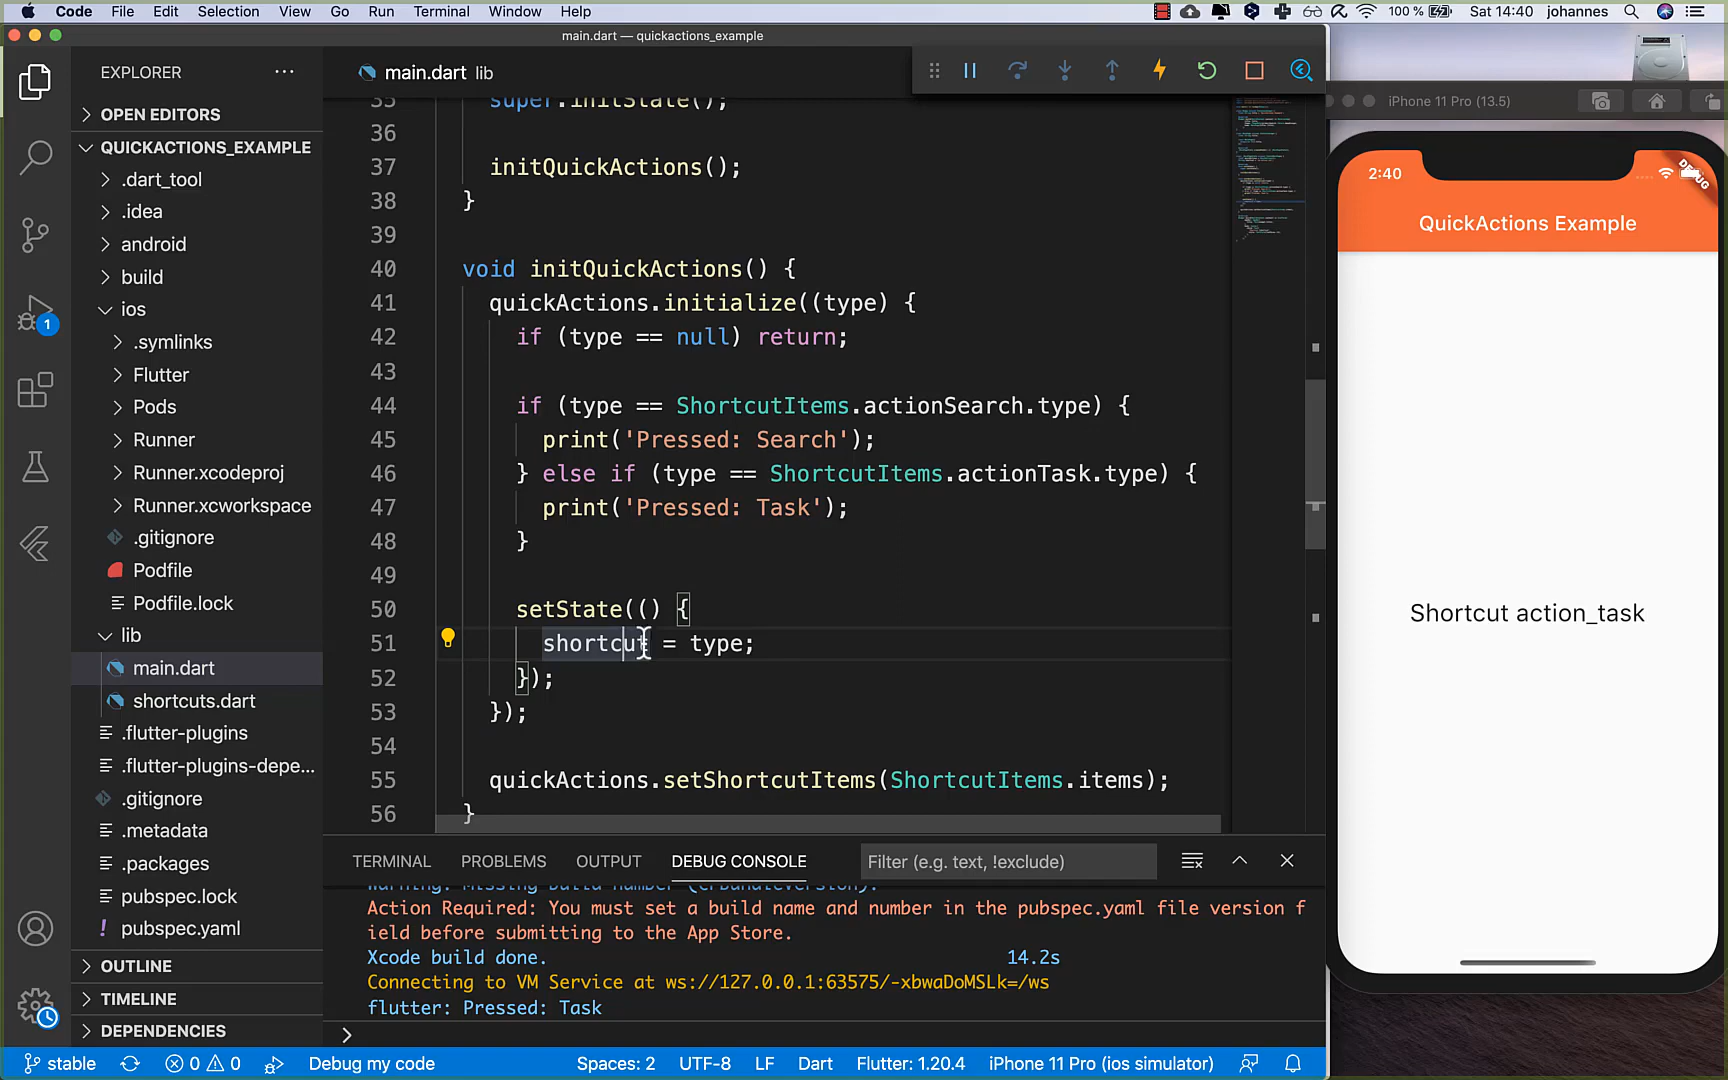 Code File Edit Selection View Go Run Terminal Window Help 100 % Sat 14:40 johannes
main.dart — quickactions_example
EXPLORER
OPEN EDITORS
QUICKACTIONS_EXAMPLE
.dart_tool
.idea
android
build
ios
.symlinks
Flutter
Pods
Runner
Runner.xcodeproj
Runner.xcworkspace
.gitignore
Podfile
Podfile.lock
lib
main.dart
shortcuts.dart
.flutter-plugins
.flutter-plugins-depe...
.gitignore
.metadata
.packages
pubspec.lock
! pubspec.yaml
OUTLINE
TIMELINE
DEPENDENCIES
1
main.dart lib
35 super.initState();
36
37 initQuickActions();
38 }
39
40 void initQuickActions() {
41 quickActions.initialize((type) {
42 if (type == null) return;
43
44 if (type == ShortcutItems.actionSearch.type) {
45 print('Pressed: Search');
46 } else if (type == ShortcutItems.actionTask.type) {
47 print('Pressed: Task');
48 }
49
50 setState(() {
51 shortcut = type;
52 });
53 });
54
55 quickActions.setShortcutItems(ShortcutItems.items);
56 }
TERMINAL PROBLEMS OUTPUT DEBUG CONSOLE Filter (e.g. text, !exclude)
Warning: Missing build number (CFBundleVersion).
Action Required: You must set a build name and number in the pubspec.yaml file version f
ield before submitting to the App Store.
Xcode build done. 14.2s
Connecting to VM Service at ws://127.0.0.1:63575/-xbwaDoMSLk=/ws
flutter: Pressed: Task
stable 0 0 Debug my code Spaces: 2 UTF-8 LF Dart Flutter: 1.20.4 iPhone 11 Pro (ios simulator)
iPhone 11 Pro (13.5)
2:40
DEBUG
QuickActions Example
Shortcut action_task